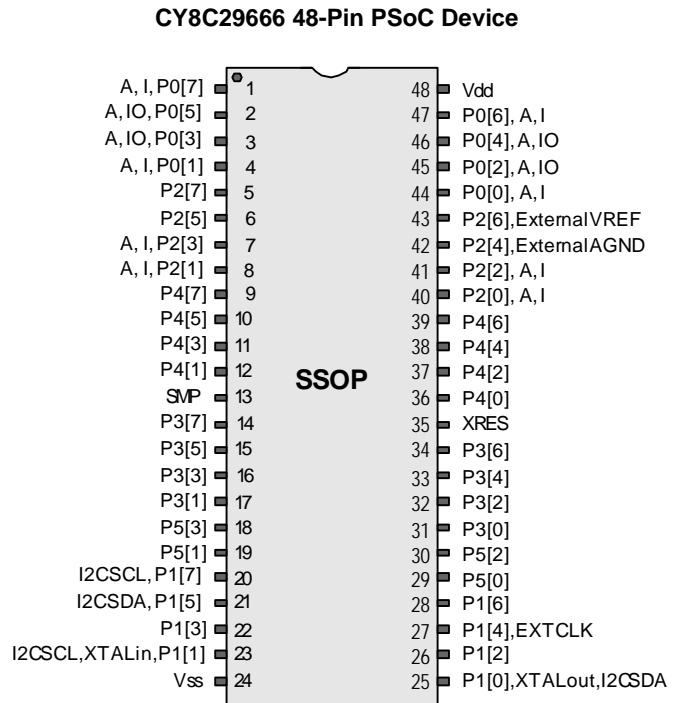 CY8C29666 48-Pin PSoC Device
A, I, P0[7] 1 48 Vdd
A, IO, P0[5] 2 47 P0[6], A, I
A, IO, P0[3] 3 46 P0[4], A, IO
A, I, P0[1] 4 45 P0[2], A, IO
P2[7] 5 44 P0[0], A, I
P2[5] 6 43 P2[6], External VREF
A, I, P2[3] 7 42 P2[4], External AGND
A, I, P2[1] 8 41 P2[2], A, I
P4[7] 9 40 P2[0], A, I
P4[5] 10 39 P4[6]
P4[3] 11 38 P4[4]
P4[1] 12 37 P4[2]
SSOP
SMP 13 36 P4[0]
P3[7] 14 35 XRES
P3[5] 15 34 P3[6]
P3[3] 16 33 P3[4]
P3[1] 17 32 P3[2]
P5[3] 18 31 P3[0]
P5[1] 19 30 P5[2]
I2CSCL, P1[7] 20 29 P5[0]
I2CSDA, P1[5] 21 28 P1[6]
P1[3] 22 27 P1[4], EXTCLK
I2CSCL, XTALin, P1[1] 23 26 P1[2]
Vss 24 25 P1[0], XTALout, I2CSDA